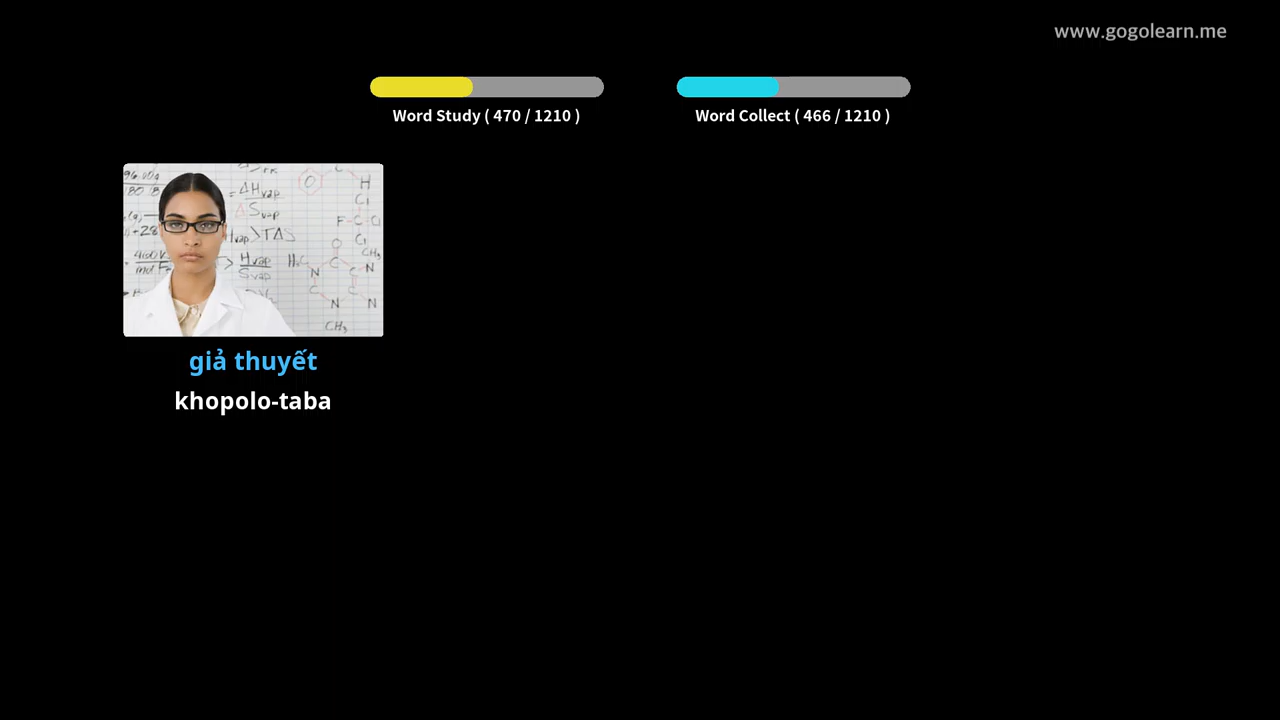 www.gogolearn.me
Word Study ( 470 / 1210 )
Word Collect ( 466 / 1210 )
giả thuyết
khopolo-taba